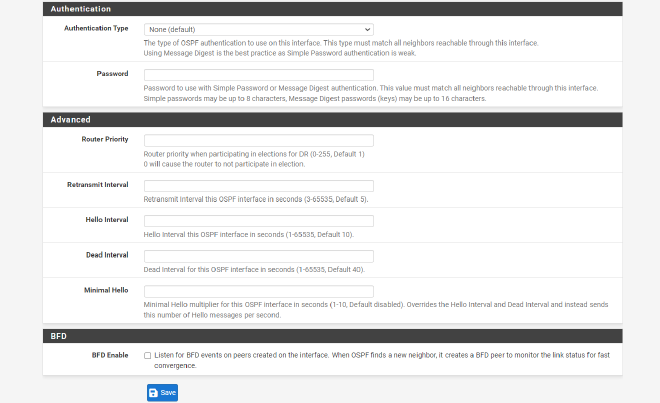 Authentication
Authentication Type
None (default)
The type of OSPF authentication to use on this interface. This type must match all neighbors reachable through this interface.
Using Message Digest is the best practice as Simple Password authentication is weak.
Password
Password to use with Simple Password or Message Digest authentication. This value must match all neighbors reachable through this interface.
Simple passwords may be up to 8 characters, Message Digest passwords (keys) may be up to 16 characters.
Advanced
Router Priority
Router priority when participating in elections for DR (0-255, Default 1)
0 will cause the router to not participate in election.
Retransmit Interval
Retransmit Interval this OSPF interface in seconds (3-65535, Default 5).
Hello Interval
Hello Interval this OSPF interface in seconds (1-65535, Default 10).
Dead Interval
Dead Interval for this OSPF interface in seconds (1-65535, Default 40).
Minimal Hello
Minimal Hello multiplier for this OSPF interface in seconds (1-10, Default disabled). Overrides the Hello Interval and Dead Interval and instead sends
this number of Hello messages per second.
BFD
BFD Enable
Listen for BFD events on peers created on the interface. When OSPF finds a new neighbor, it creates a BFD peer to monitor the link status for fast
convergence.
Save